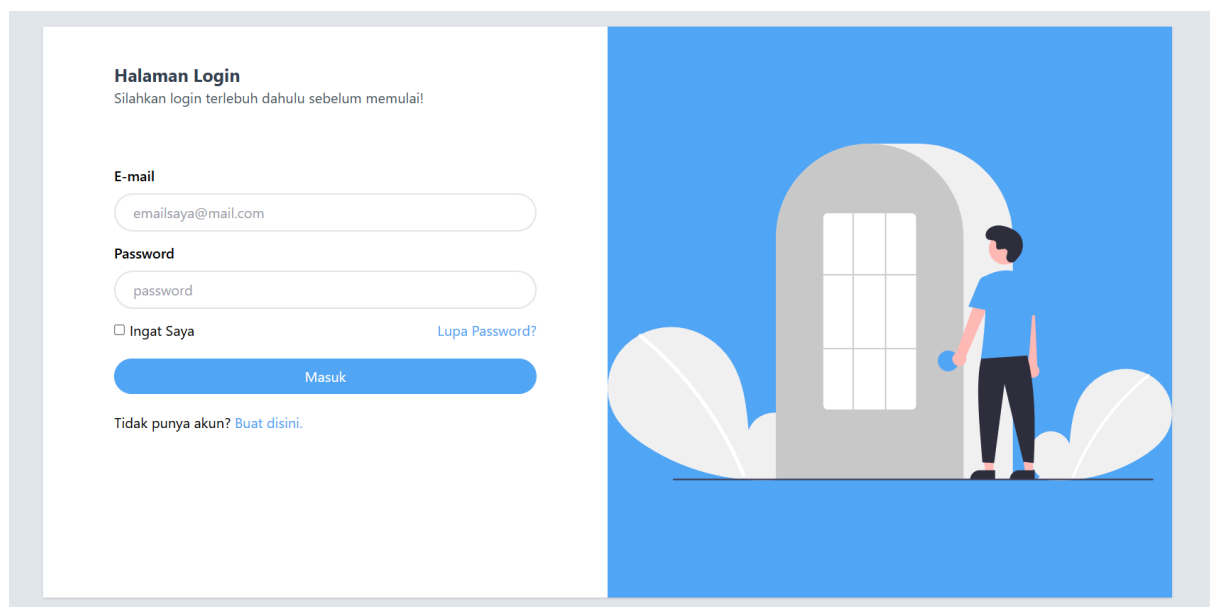 Halaman Login
Silahkan login terlebuh dahulu sebelum memulai!
E-mail
emailsaya@mail.com
Password
password
Ingat Saya Lupa Password?
Masuk
Tidak punya akun? Buat disini.